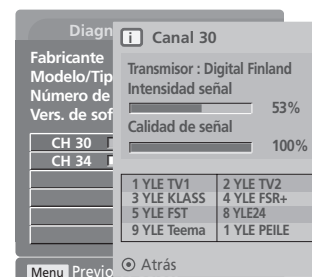 Diagn
i Canal 30
Fabricante
Modelo/Tip
Número de
Vers. de sof
Transmisor : Digital Finland
Intensidad señal
53%
Calidad de señal
100%
CH 30
CH 34
1 YLE TV1 2 YLE TV2
3 YLE KLASS 4 YLE FSR+
5 YLE FST 8 YLE24
9 YLE Teema 1 YLE PEILE
Atrás
Menu Previo